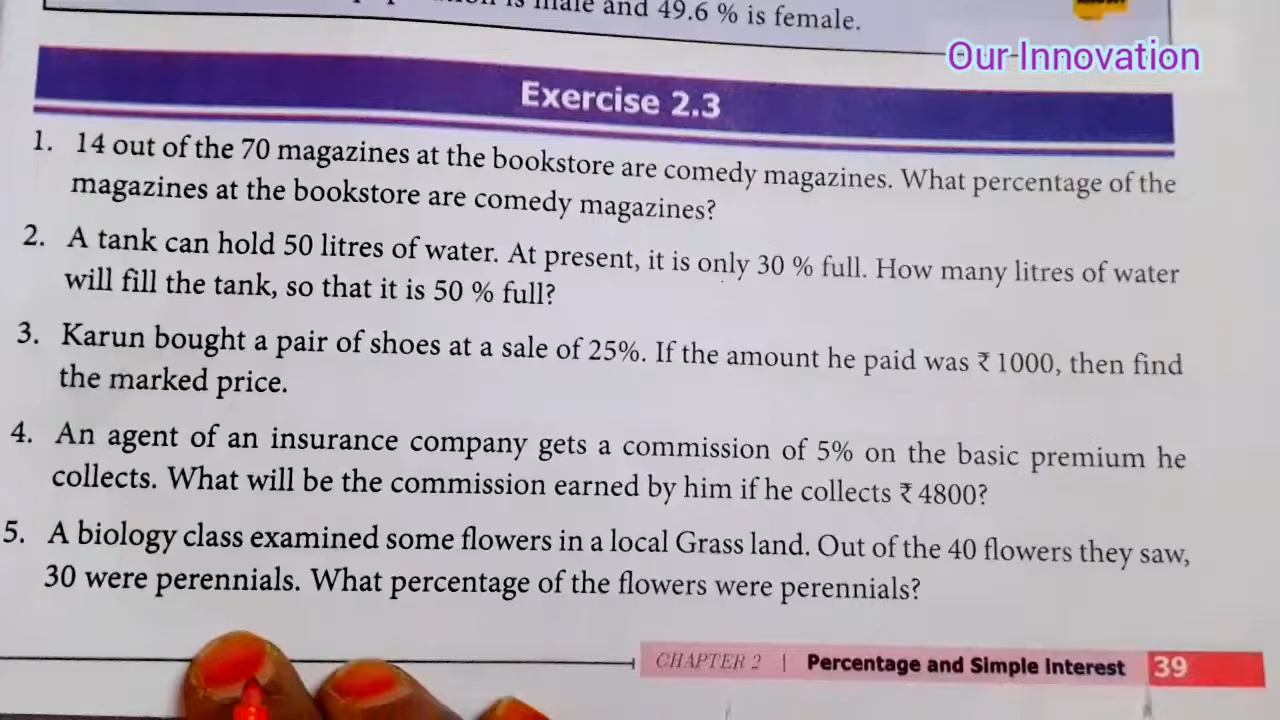 is male and 49.6 % is female.
Our Innovation
Exercise 2.3
1. 14 out of the 70 magazines at the bookstore are comedy magazines. What percentage of the
magazines at the bookstore are comedy magazines?
2. A tank can hold 50 litres of water. At present, it is only 30 % full. How many litres of water
will fill the tank, so that it is 50 % full?
3. Karun bought a pair of shoes at a sale of 25%. If the amount he paid was ₹ 1000, then find
the marked price.
4. An agent of an insurance company gets a commission of 5% on the basic premium he
collects. What will be the commission earned by him if he collects ₹ 4800?
5. A biology class examined some flowers in a local Grass land. Out of the 40 flowers they saw,
30 were perennials. What percentage of the flowers were perennials?
CHAPTER 2 | Percentage and Simple Interest 39